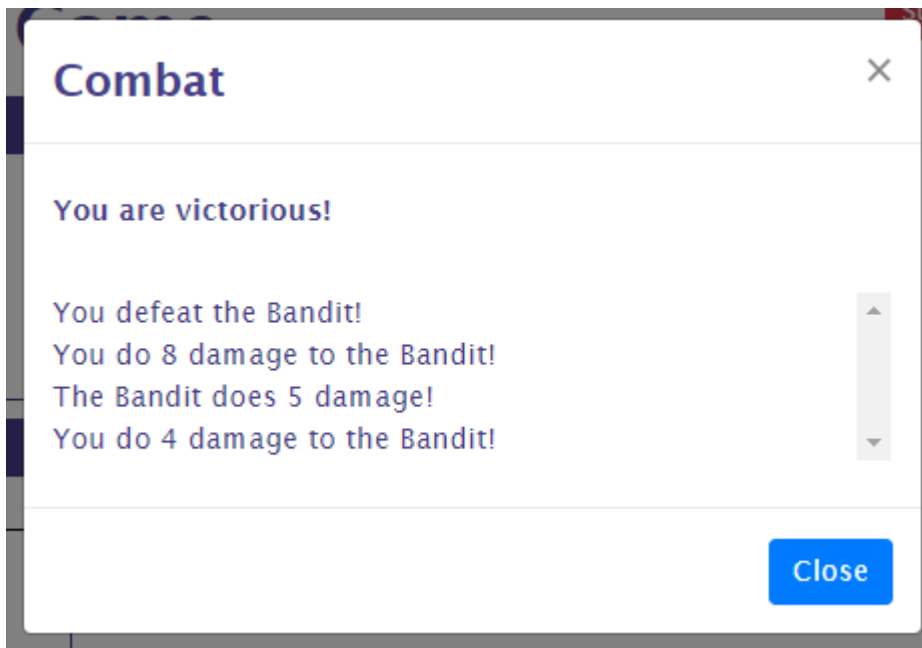 Combat
×
You are victorious!
You defeat the Bandit!
You do 8 damage to the Bandit!
The Bandit does 5 damage!
You do 4 damage to the Bandit!
Close